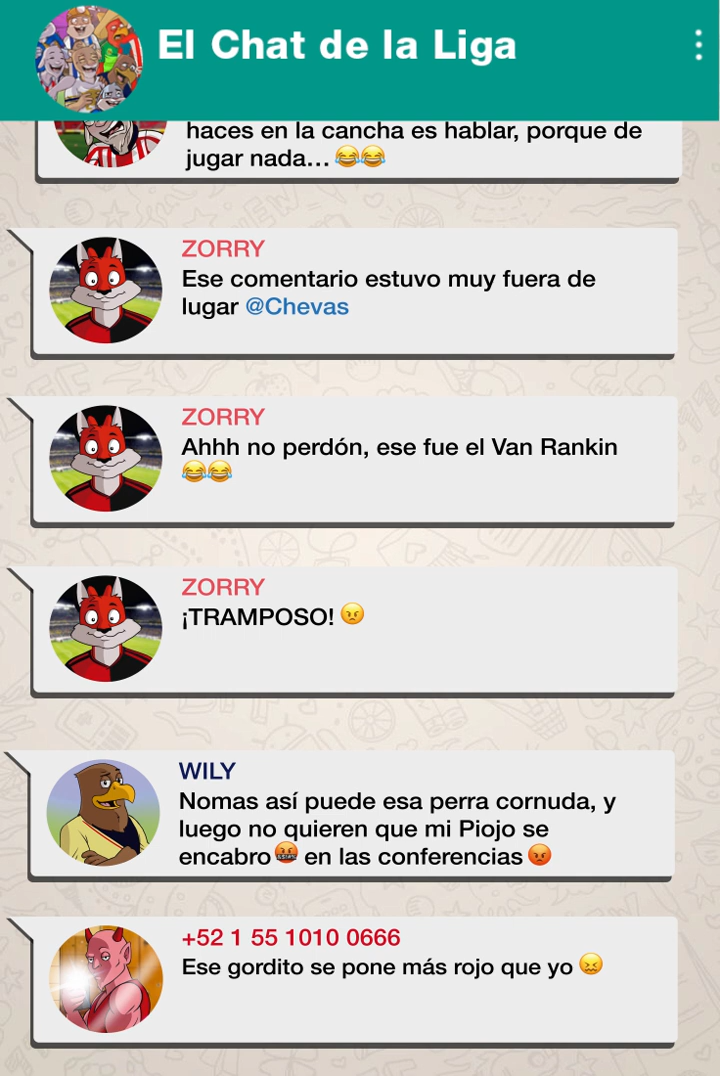 El Chat de la Liga
haces en la cancha es hablar, porque de
jugar nada... 😂😂
ZORRY
Ese comentario estuvo muy fuera de
lugar @Chevas
ZORRY
Ahhh no perdón, ese fue el Van Rankin
😂😂
ZORRY
¡TRAMPOSO! 😠
WILY
Nomas así puede esa perra cornuda, y
luego no quieren que mi Piojo se
encabro🤬 en las conferencias 😡
+52 1 55 1010 0666
Ese gordito se pone más rojo que yo 😖